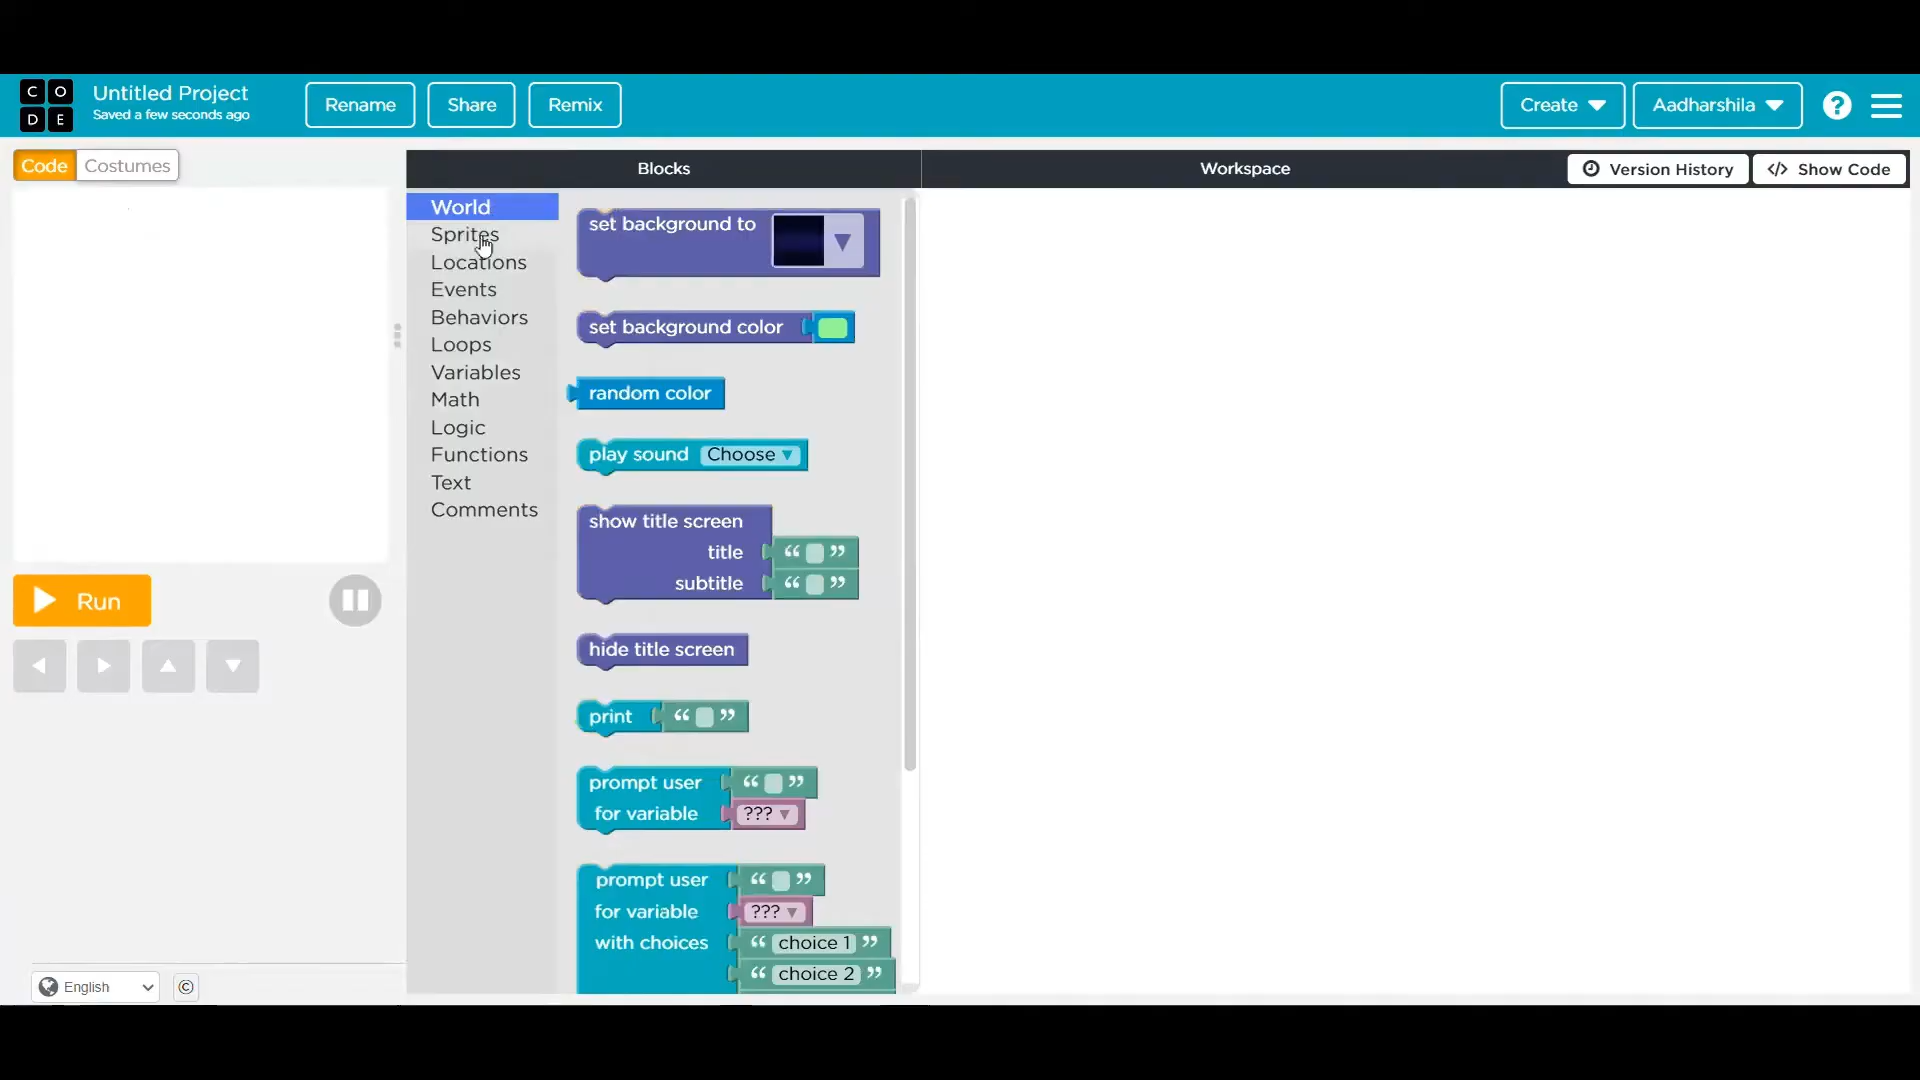 C O
D E
Untitled Project
Saved a few seconds ago
Rename
Share
Remix
Create
Aadharshila
?
Code
Costumes
Blocks
Workspace
Version History
</> Show Code
World
Sprites
Locations
Events
Behaviors
Loops
Variables
Math
Logic
Functions
Text
Comments
set background to
set background color
random color
play sound Choose
show title screen
title “ ”
subtitle “ ”
hide title screen
print “ ”
prompt user “ ”
for variable ???
prompt user “ ”
for variable ???
with choices “ choice 1 ”
“ choice 2 ”
Run
English
©